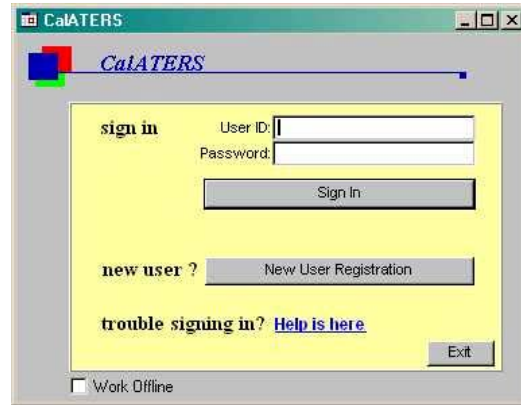 CalATERS
CalATERS
sign in
User ID:
Password:
Sign In
new user ? New User Registration
trouble signing in? Help is here
Exit
Work Offline